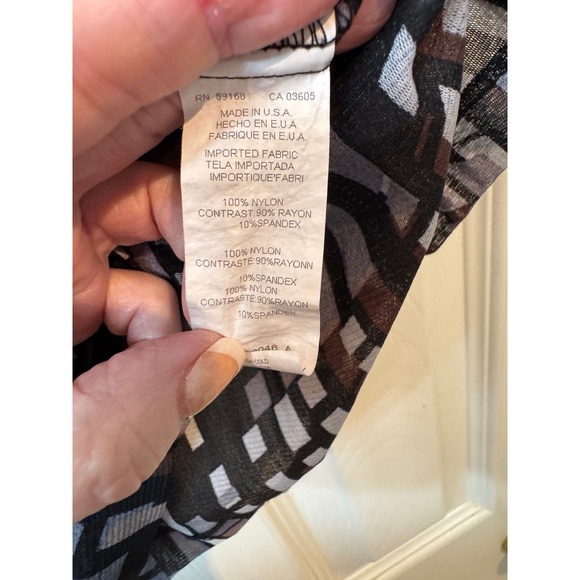 RN 59168 CA 03605
MADE IN U.S.A.
HECHO EN E.U.A.
FABRIQUE EN E.U.A.
IMPORTED FABRIC
TELA IMPORTADA
IMPORTIQUE'FABRI
100% NYLON
CONTRAST:90% RAYON
10%SPANDEX
100% NYLON
CONTRASTE:90%RAYONN
10%SPANDEX
100% NYLON
CONTRASTE:90%RAYON
10%SPANDEX